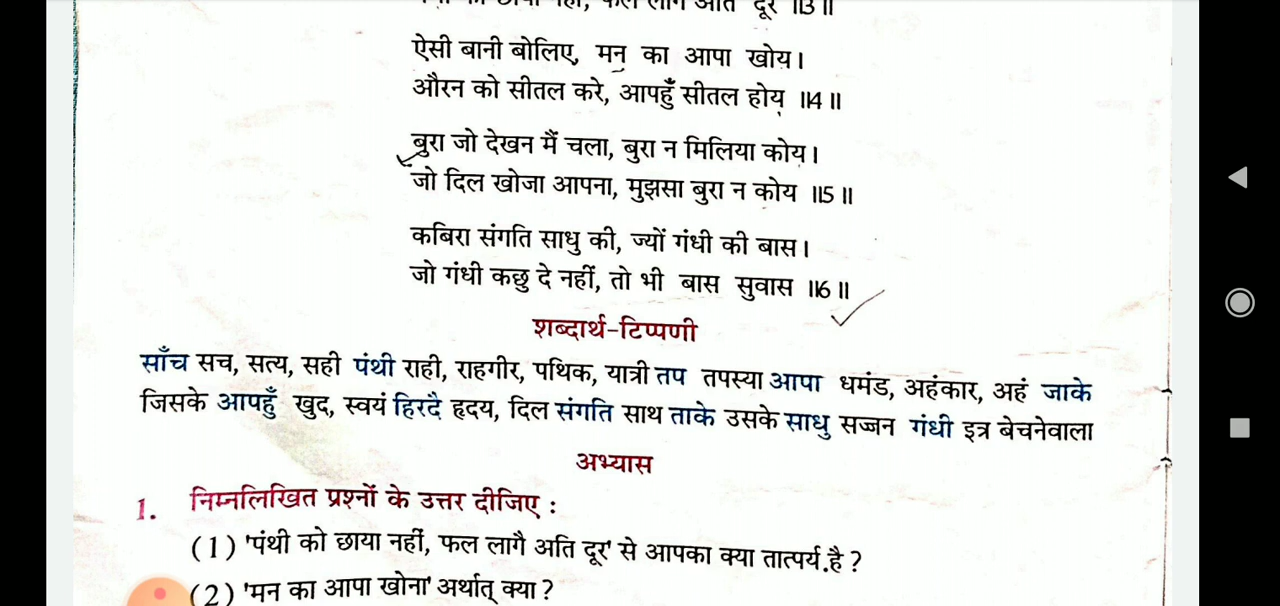 फल लागै अति दूर ॥3॥
ऐसी बानी बोलिए, मन का आपा खोय।
औरन को सीतल करे, आपहुँ सीतल होय ॥4॥
बुरा जो देखन मैं चला, बुरा न मिलिया कोय।
जो दिल खोजा आपना, मुझसा बुरा न कोय ॥5॥
कबिरा संगति साधु की, ज्यों गंधी की बास।
जो गंधी कछु दे नहीं, तो भी बास सुवास ॥6॥
शब्दार्थ-टिप्पणी
साँच सच, सत्य, सही पंथी राही, राहगीर, पथिक, यात्री तप तपस्या आपा धमंड, अहंकार, अहं जाके
जिसके आपहुँ खुद, स्वयं हिरदै हृदय, दिल संगति साथ ताके उसके साधु सज्जन गंधी इत्र बेचनेवाला
अभ्यास
1. निम्नलिखित प्रश्नों के उत्तर दीजिए :
(1) 'पंथी को छाया नहीं, फल लागै अति दूर' से आपका क्या तात्पर्य है ?
(2) 'मन का आपा खोना' अर्थात् क्या ?